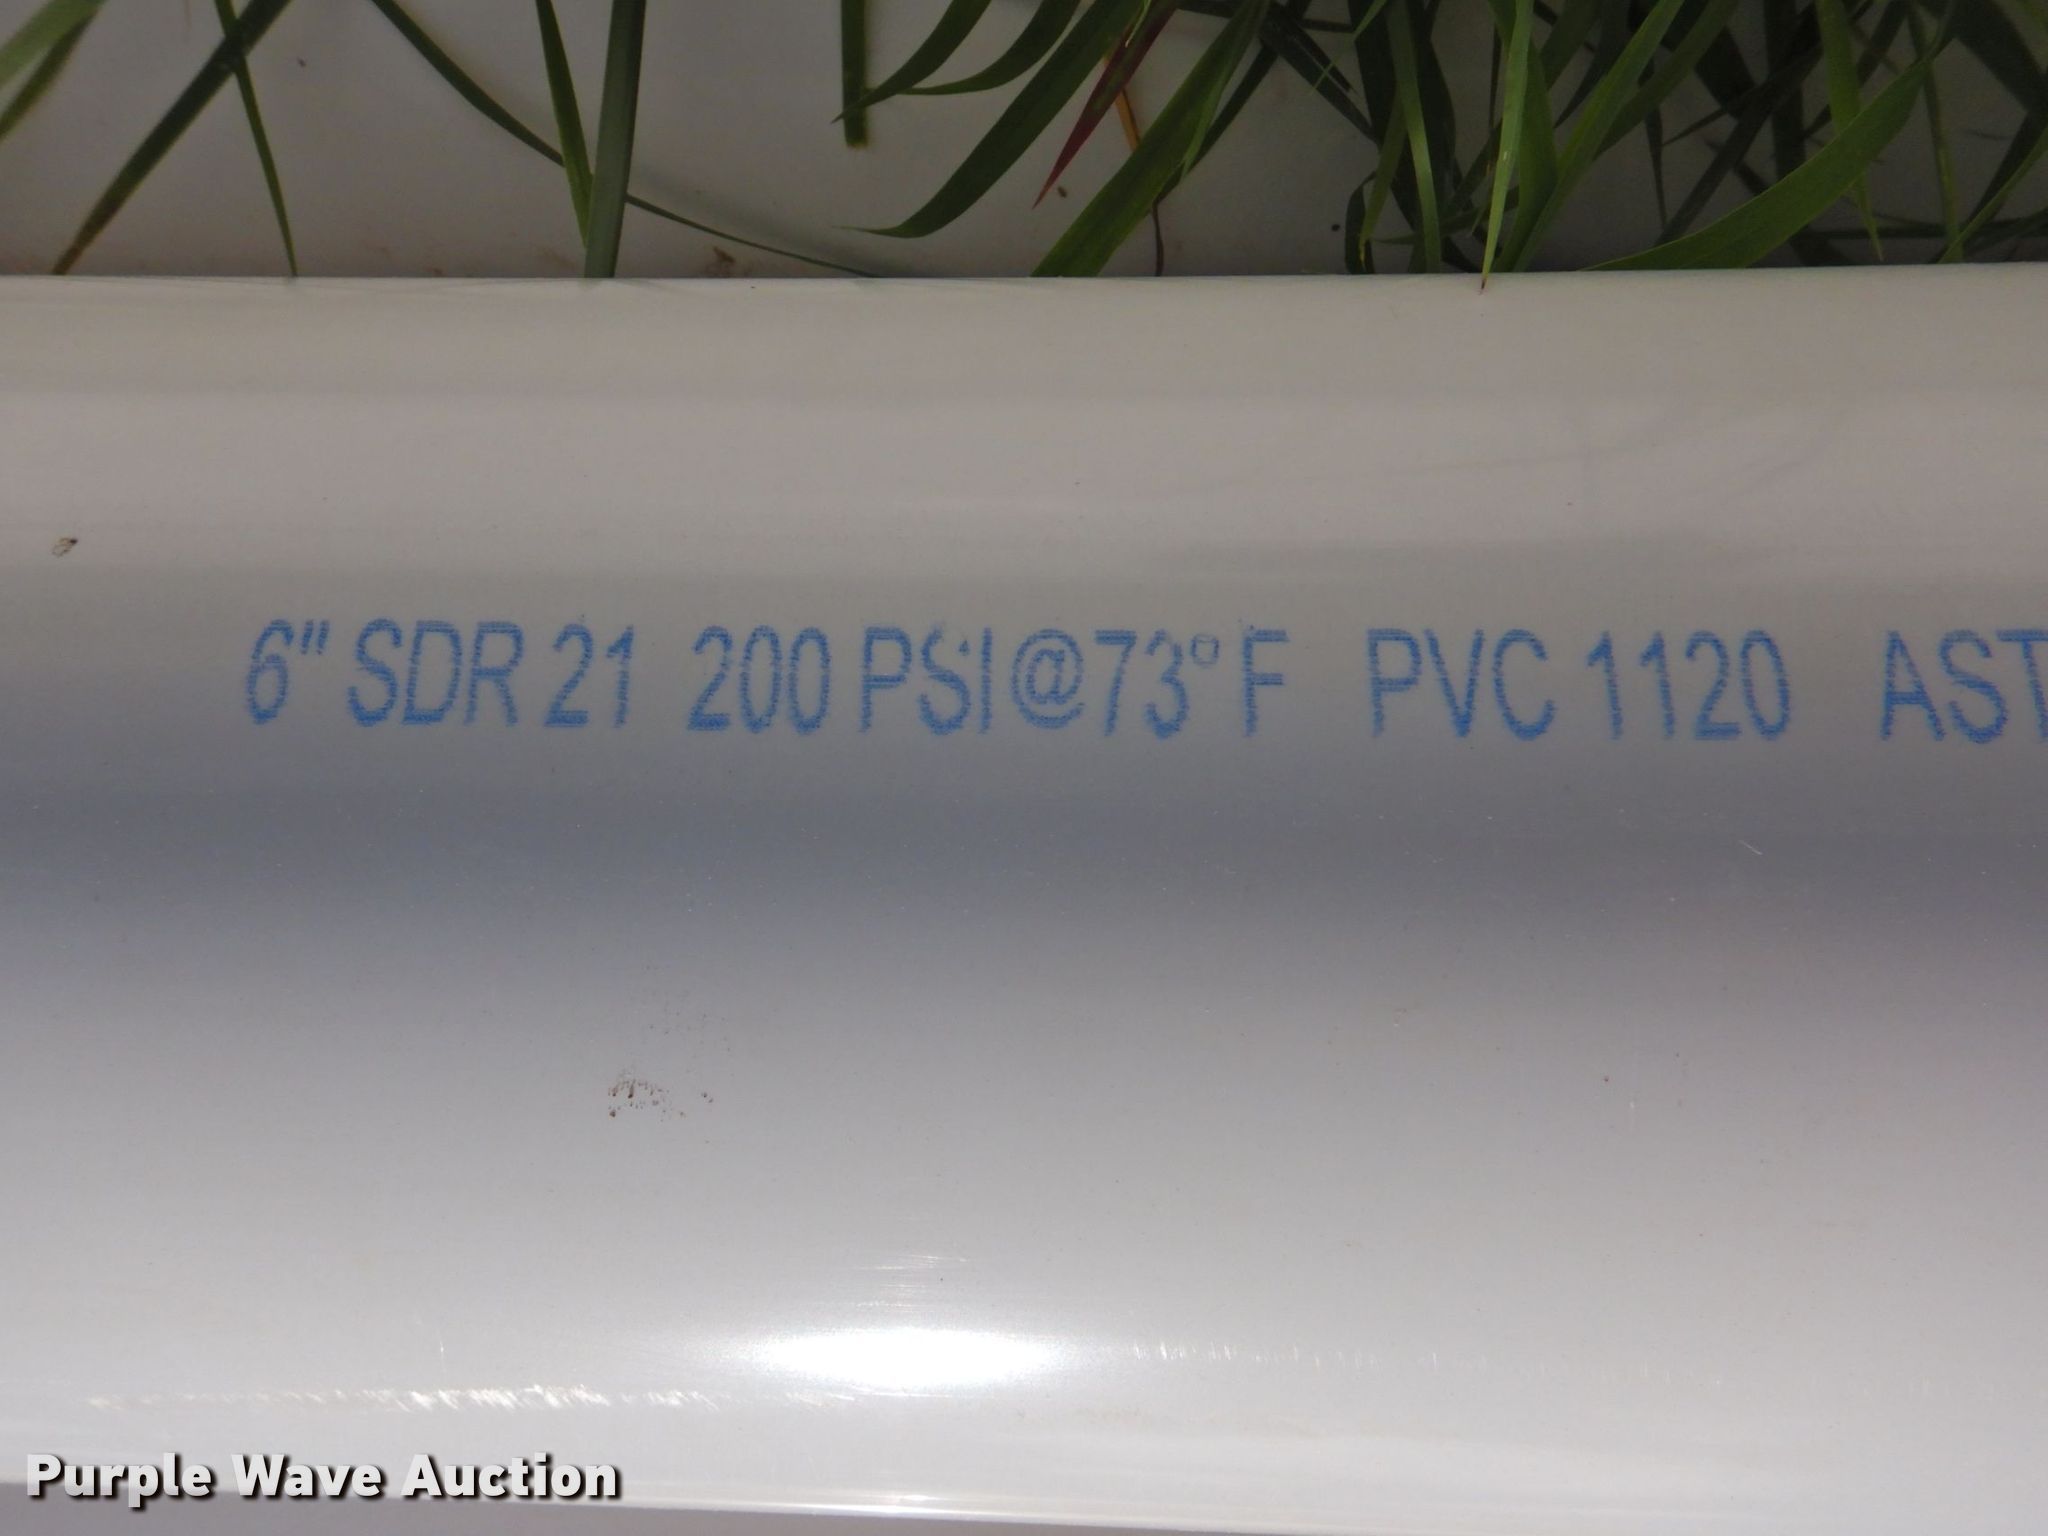 6" SDR 21 200 PSI@73°F PVC 1120 AST
Purple Wave Auction